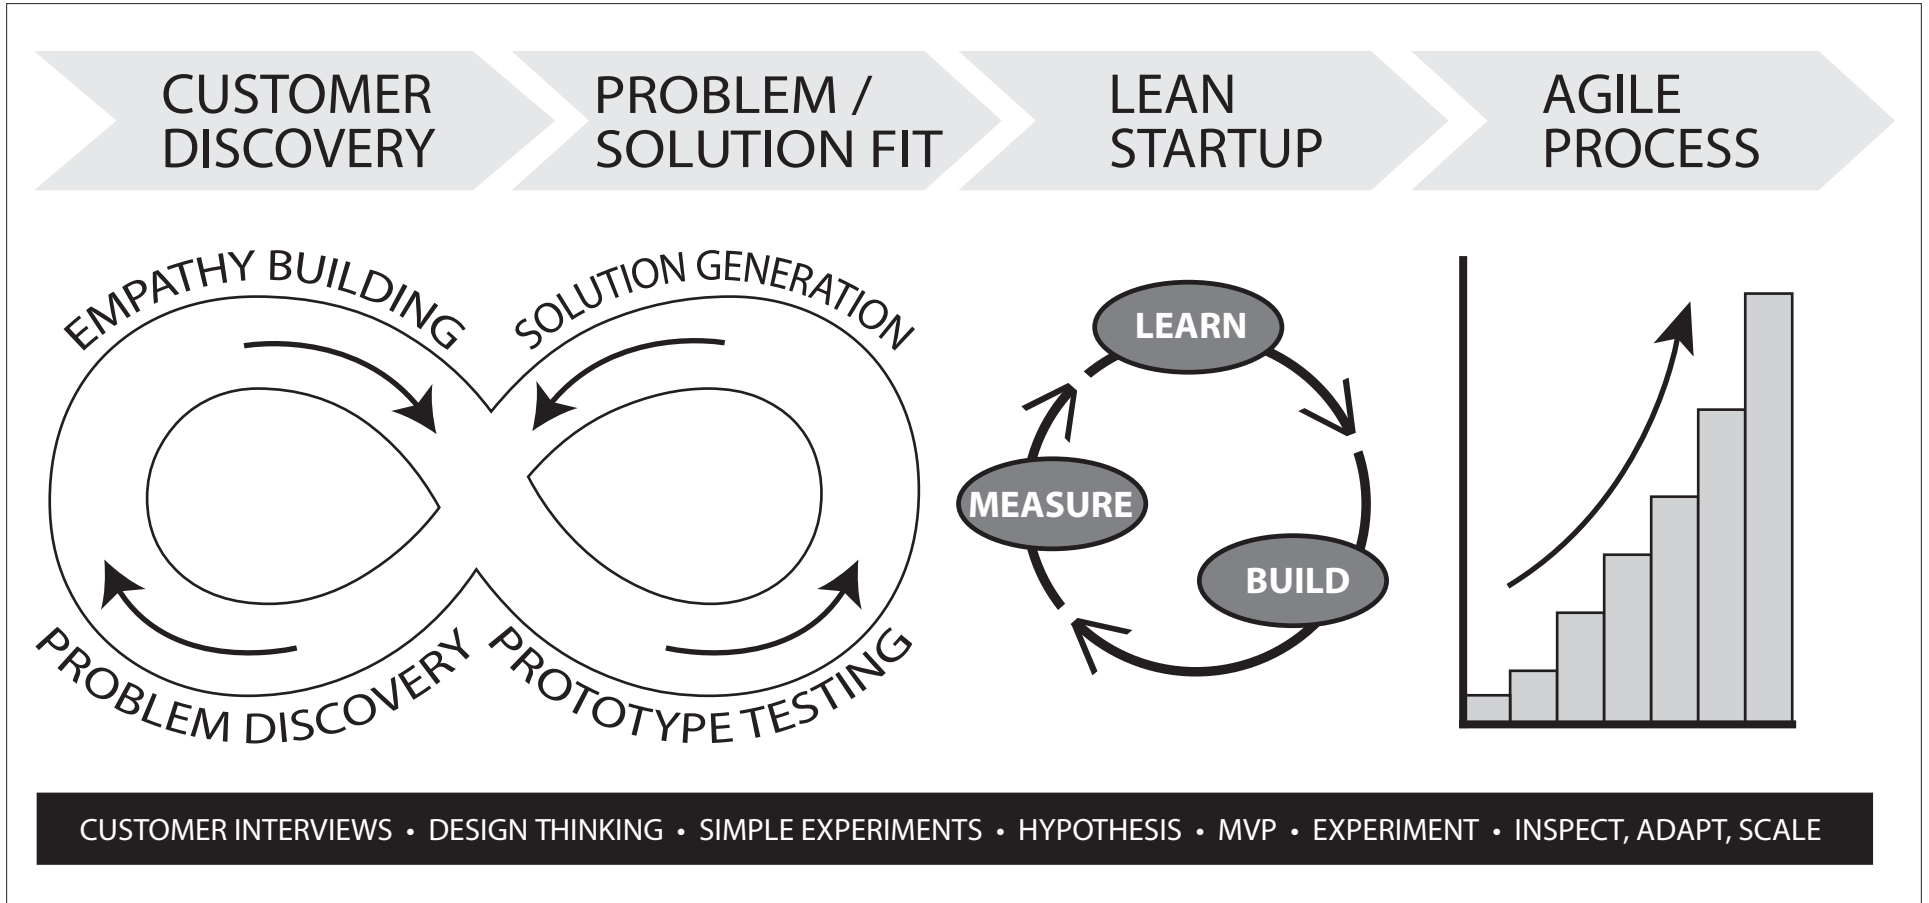 CUSTOMER
DISCOVERY
PROBLEM /
SOLUTION FIT
LEAN
STARTUP
AGILE
PROCESS
EMPATHY BUILDING
SOLUTION GENERATION
PROBLEM DISCOVERY
PROTOTYPE TESTING
LEARN
MEASURE
BUILD
CUSTOMER INTERVIEWS • DESIGN THINKING • SIMPLE EXPERIMENTS • HYPOTHESIS • MVP • EXPERIMENT • INSPECT, ADAPT, SCALE